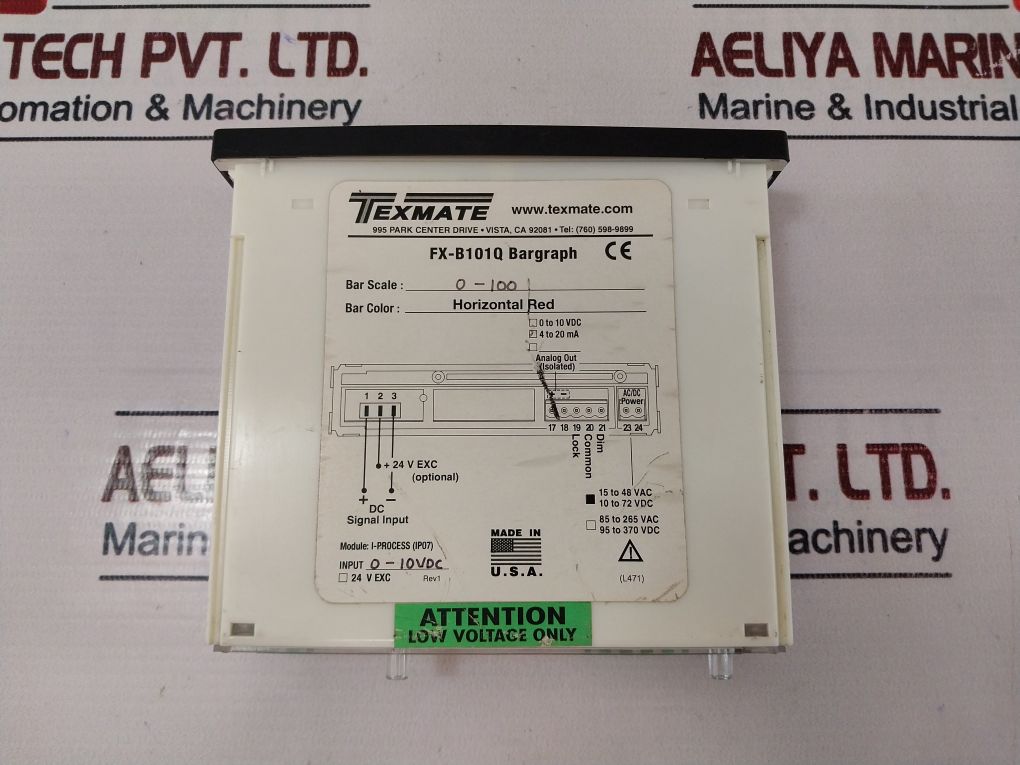 TECH PVT. LTD.
omation & Machinery
AELIYA MARIN
Marine & Industrial
TEXMATE www.texmate.com
995 PARK CENTER DRIVE • VISTA, CA 92081 • Tel: (760) 598-9899
FX-B101Q Bargraph CE
Bar Scale : 0 - 100
Bar Color : Horizontal Red
0 to 10 VDC
4 to 20 mA
Analog Out
(Isolated)
+ −
AC/DC
Power
1 2 3
17 18 19 20 21 23 24
Lock
Common
Dim
+ 24 V EXC
(optional)
+ −
DC
Signal Input
15 to 48 VAC
10 to 72 VDC
85 to 265 VAC
95 to 370 VDC
MADE IN
U.S.A.
Module: I-PROCESS (IP07)
INPUT 0 - 10VDC
24 V EXC Rev1
(L471)
ATTENTION
LOW VOLTAGE ONLY
AELI
Marin
T. LTD.
achinery